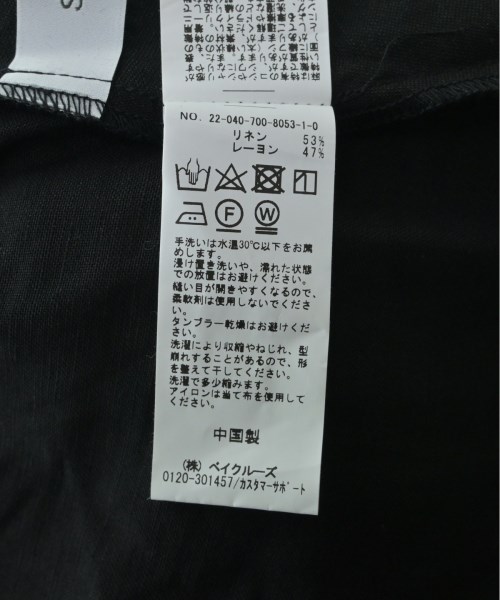 S
NO. 22-040-700-8053-1-0
リネン 53%
レーヨン 47%
F W
手洗いは水温30℃以下をお薦
めします。
浸け置き洗いや、濡れた状態
での放置はお避けください。
縫い目が開きやすくなるので、
柔軟剤は使用しないでくださ
い。
タンブラー乾燥はお避けくださ
い。
洗濯により収縮やねじれ、型
崩れすることがあるので、形
を整えて干してください。
洗濯で多少縮みます。
アイロンは当て布を使用して
ください。
中国製
(株) ベイクルーズ
0120-301457/カスタマーサポート